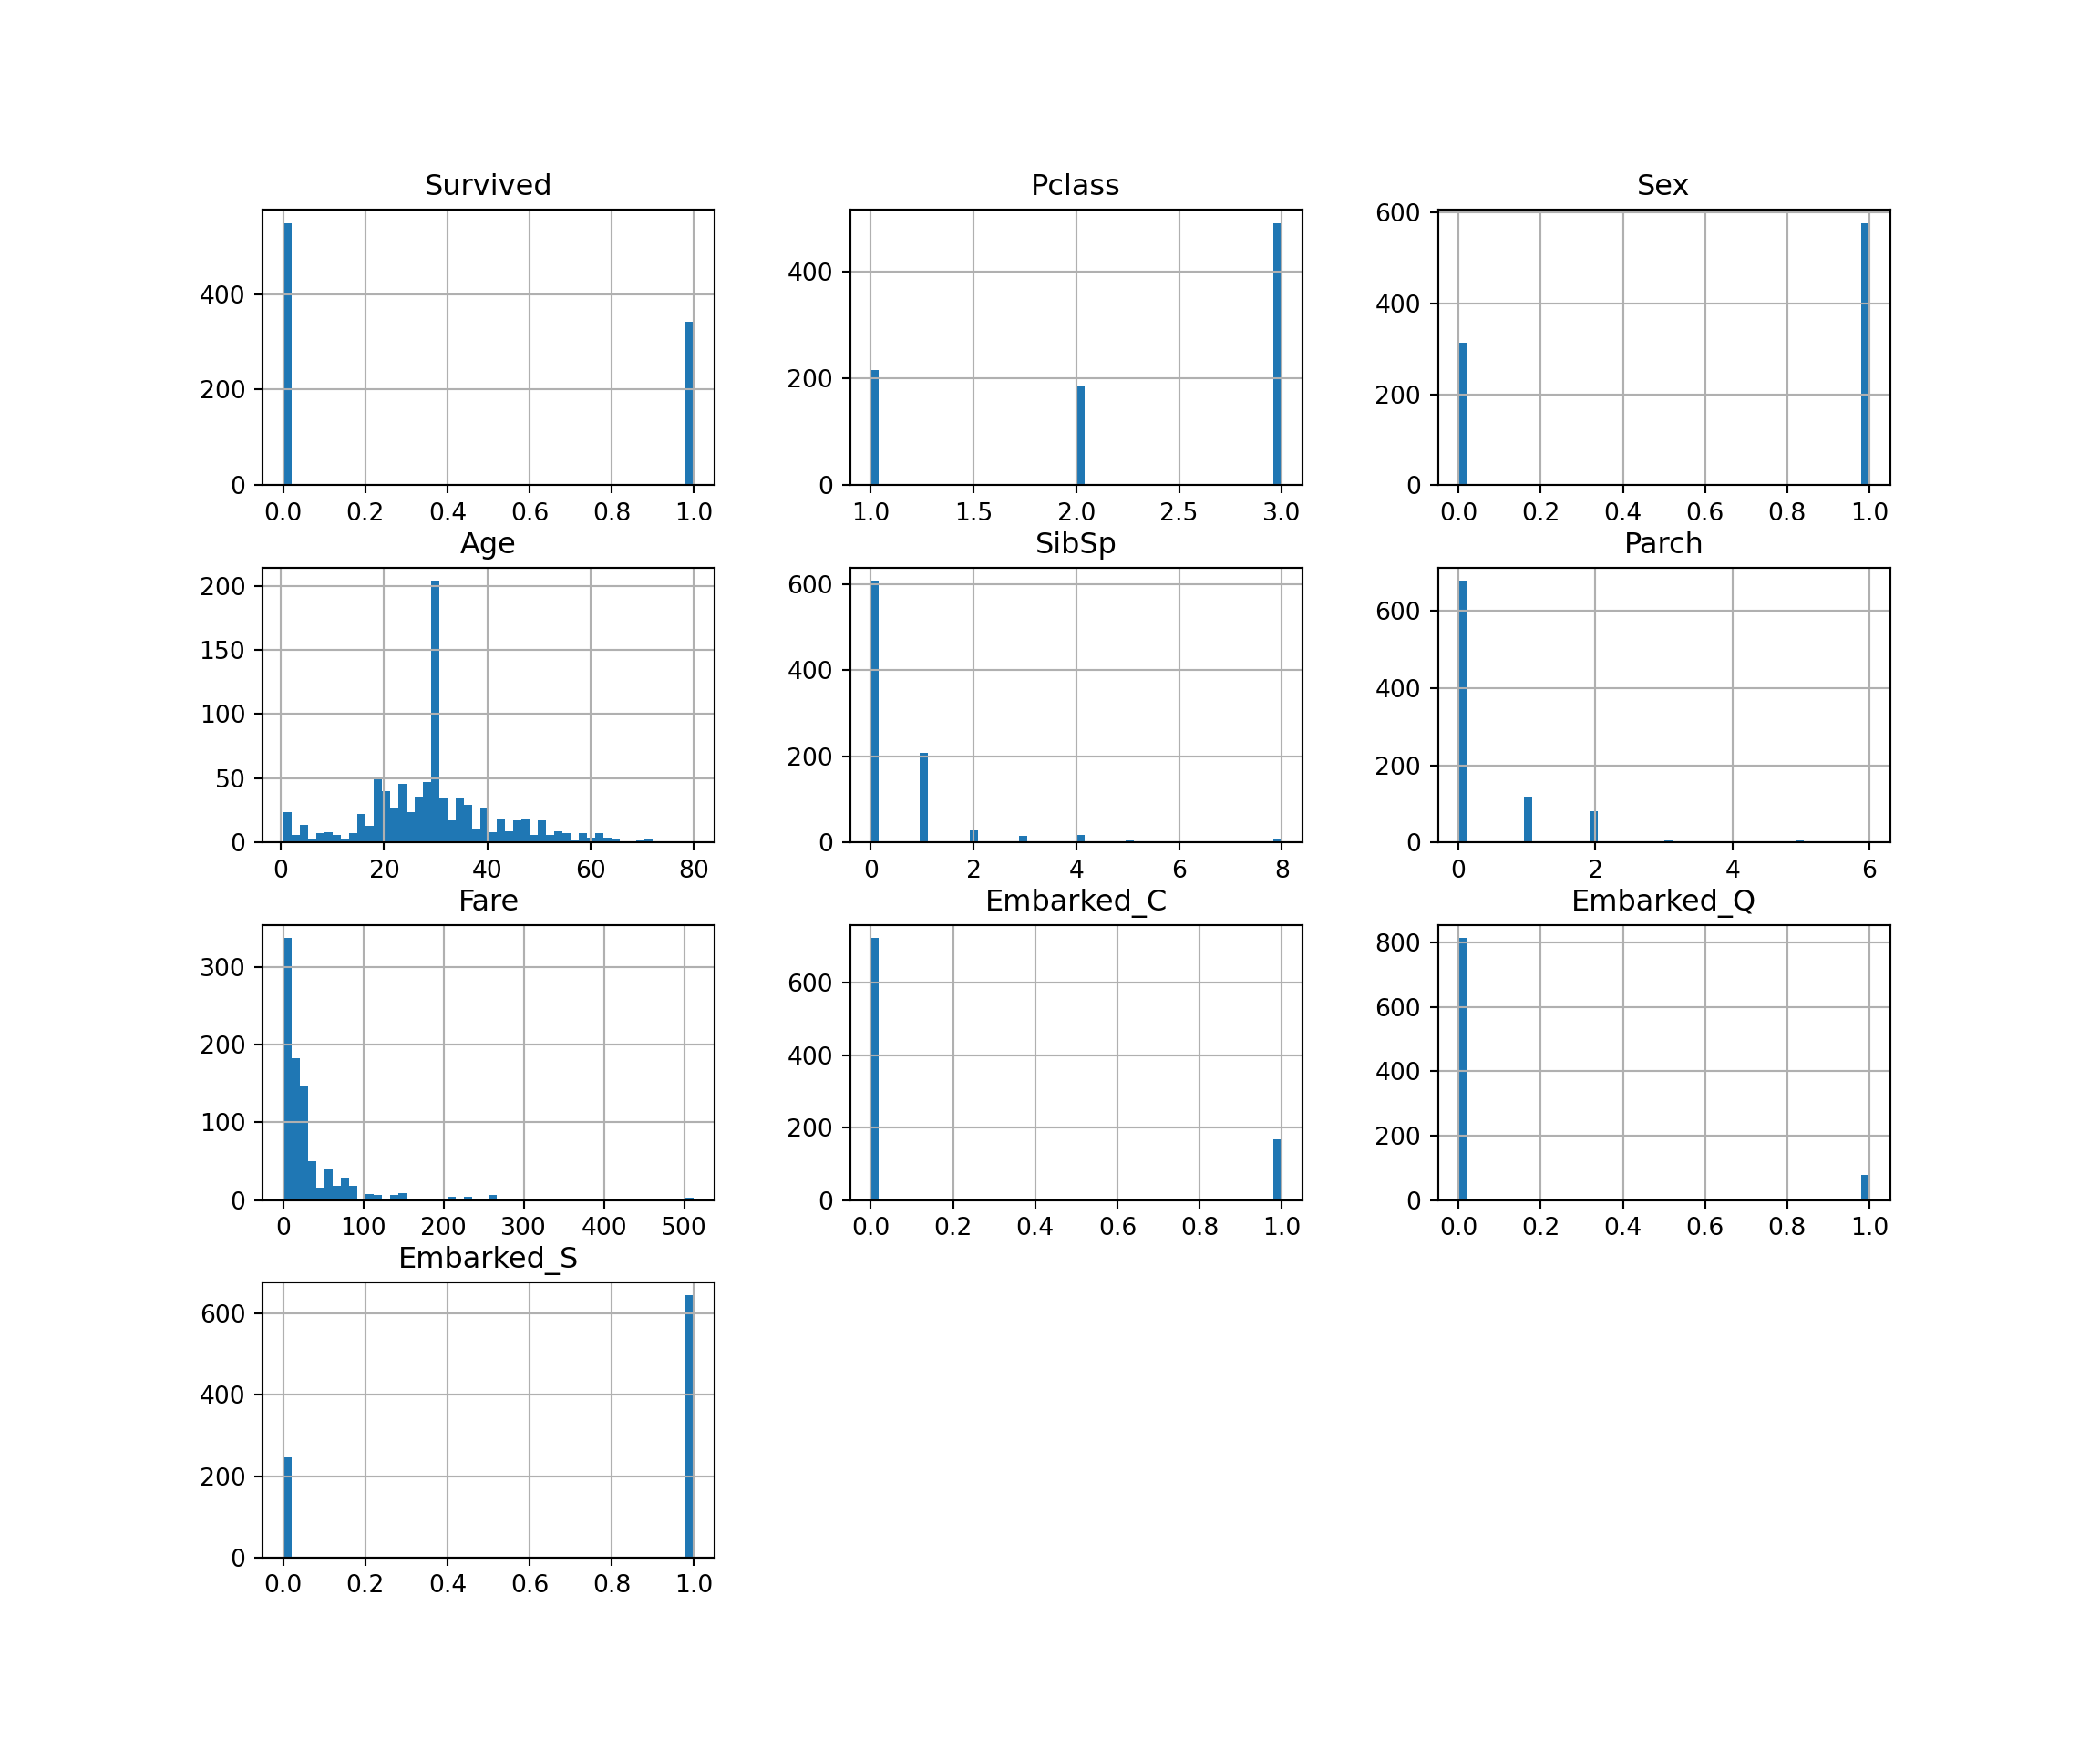 Survived Pclass Sex
600
400 400 400
200 200 200
0 0 0
0.0 0.2 0.4 0.6 0.8 1.0 1.0 1.5 2.0 2.5 3.0 0.0 0.2 0.4 0.6 0.8 1.0
Age SibSp Parch
200 600 600
150 400 400
100
50 200 200
0 0 0
0 20 40 60 80 0 2 4 6 8 0 2 4 6
Fare Embarked_C Embarked_Q
300 600 800
200 400 600
400
100 200 200
0 0 0
0 100 200 300 400 500 0.0 0.2 0.4 0.6 0.8 1.0 0.0 0.2 0.4 0.6 0.8 1.0
Embarked_S
600
400
200
0
0.0 0.2 0.4 0.6 0.8 1.0